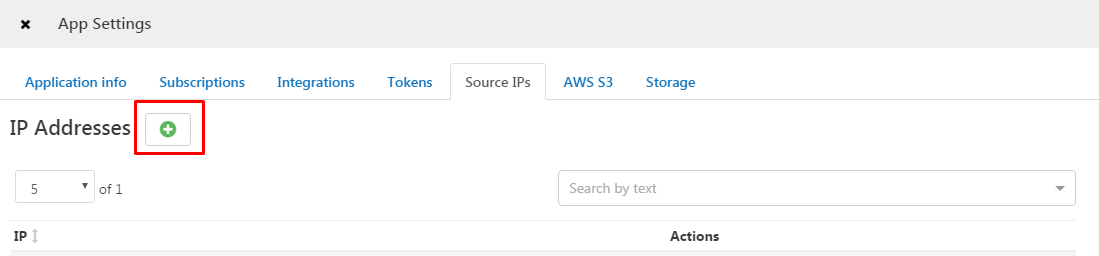 App Settings
Application info Subscriptions Integrations Tokens Source IPs AWS S3 Storage
IP Addresses
5 of 1 Search by text
IP Actions